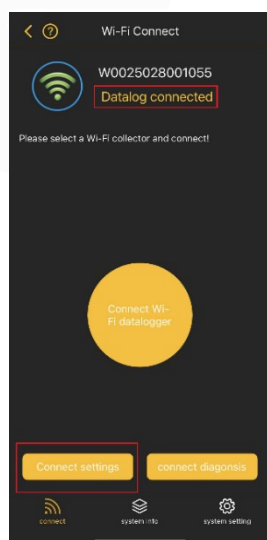 Wi-Fi Connect
W0025028001055
Datalog connected
Please select a Wi-Fi collector and connect!
Connect Wi-
Fi datalogger
Connect settings
connect diagonsis
connect
system info
system setting